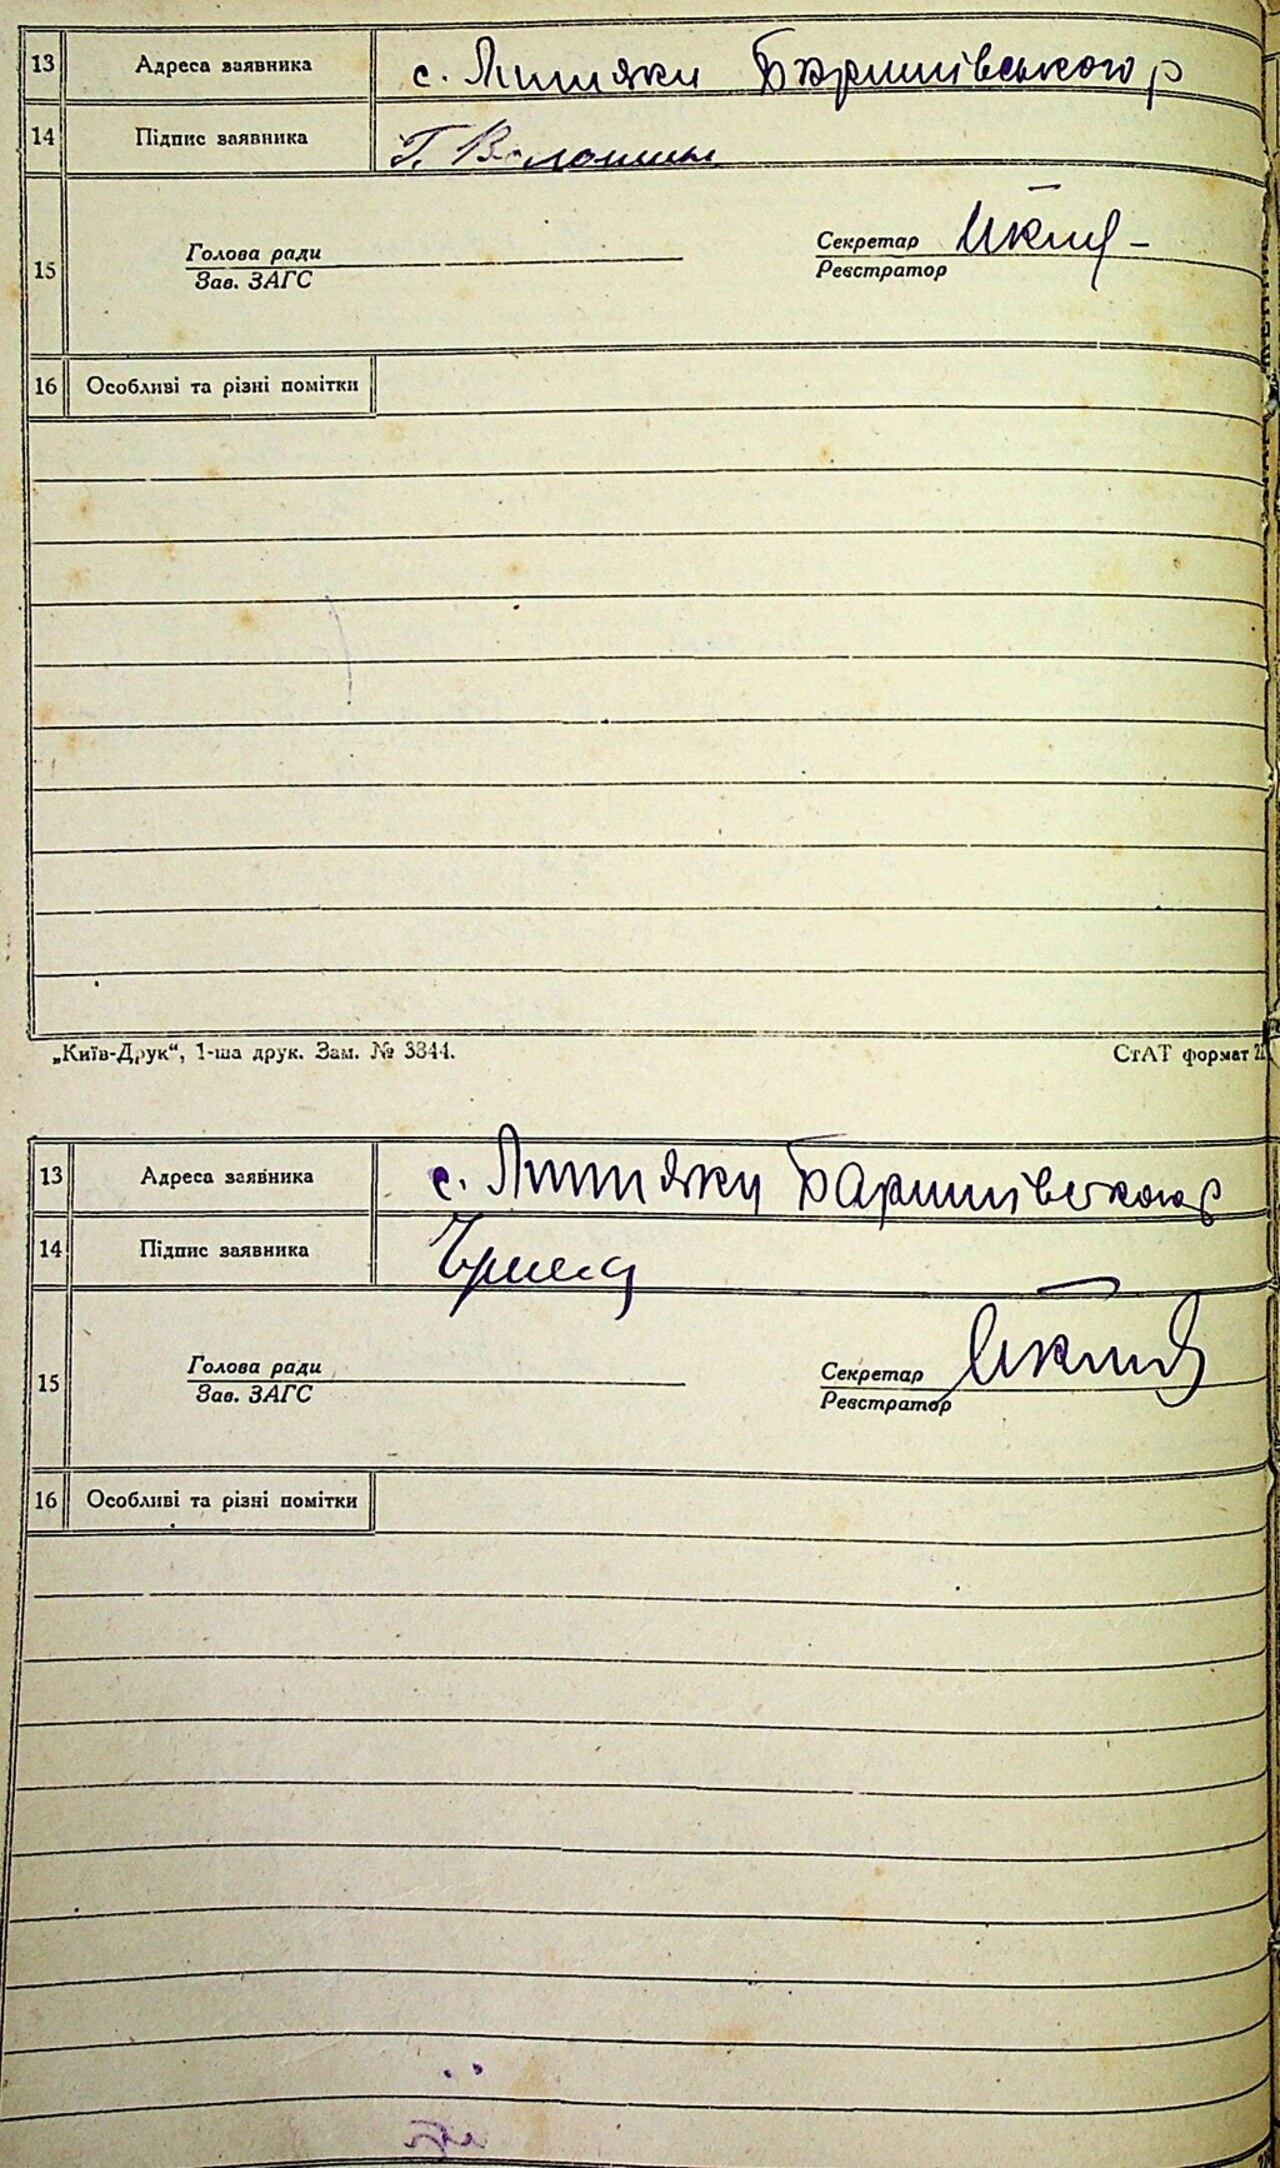 13 Адреса заявника с. Липняки Баришівського р
14 Підпис заявника Г. Волошин
Голова ради Секретар
15 Зав. ЗАГС Реєстратор
16 Особливі та різні помітки
„Київ-Друк“, 1-ша друк. Зам. № 3844. СтАТ формат
13 Адреса заявника с. Липняки Баришівського р
14 Підпис заявника
Голова ради Секретар
15 Зав. ЗАГС Реєстратор
16 Особливі та різні помітки